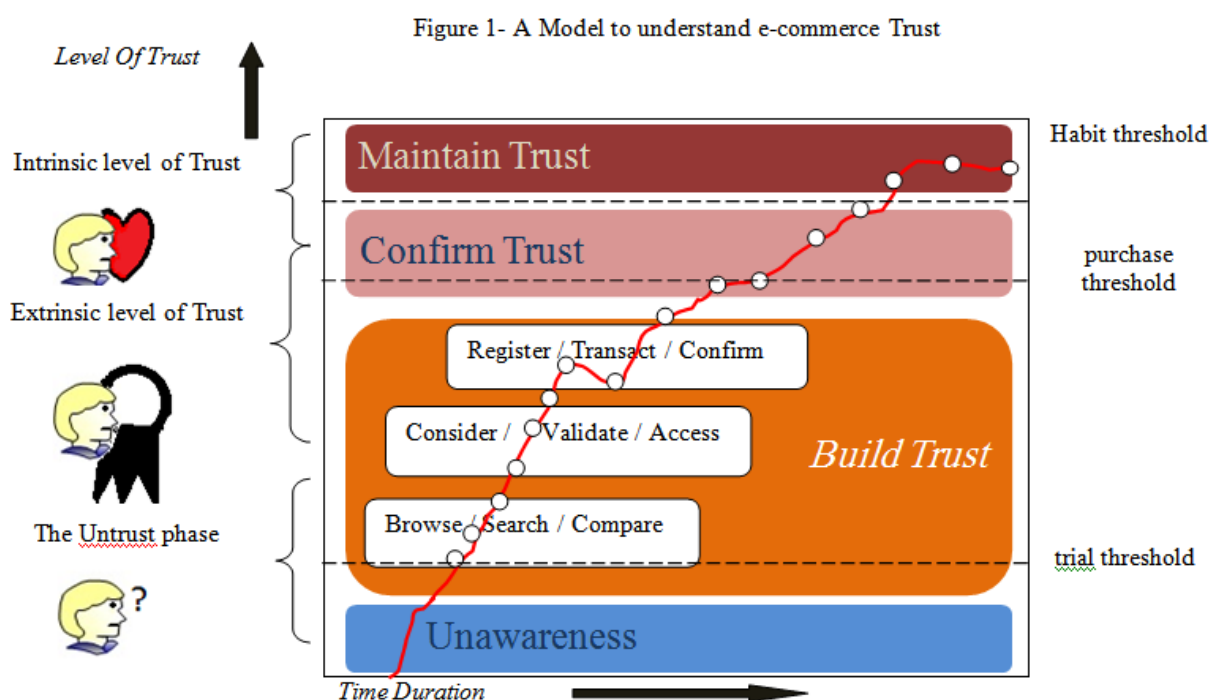 Figure 1- A Model to understand e-commerce Trust
Level Of Trust
Intrinsic level of Trust
Extrinsic level of Trust
The Untrust phase
?
Maintain Trust
Confirm Trust
Register / Transact / Confirm
Consider / Validate / Access
Build Trust
Browse / Search / Compare
Unawareness
Habit threshold
purchase
threshold
trial threshold
Time Duration